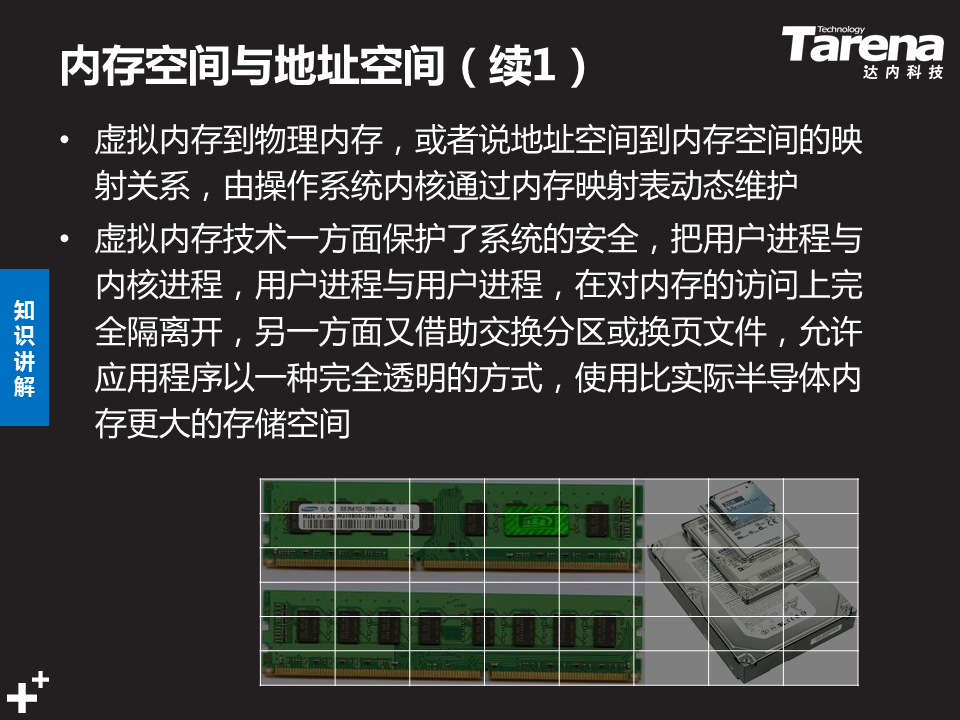 内存空间与地址空间（续1）
Technology
Tarena
达内科技
• 虚拟内存到物理内存，或者说地址空间到内存空间的映
射关系，由操作系统内核通过内存映射表动态维护
• 虚拟内存技术一方面保护了系统的安全，把用户进程与
内核进程，用户进程与用户进程，在对内存的访问上完
全隔离开，另一方面又借助交换分区或换页文件，允许
应用程序以一种完全透明的方式，使用比实际半导体内
存更大的存储空间
知
识
讲
解